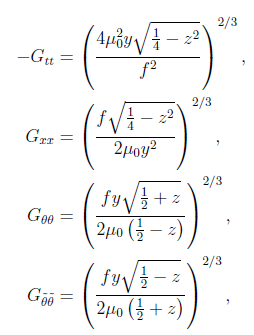 $-G_{tt} = \left( \frac{4\mu_0^2 y \sqrt{\frac{1}{4} - z^2}}{f^2} \right)^{2/3},$
$G_{xx} = \left( \frac{f \sqrt{\frac{1}{4} - z^2}}{2\mu_0 y^2} \right)^{2/3},$
$G_{\theta\theta} = \left( \frac{f y \sqrt{\frac{1}{2} + z}}{2\mu_0 \left( \frac{1}{2} - z \right)} \right)^{2/3},$
$G_{\bar{\theta}\bar{\theta}} = \left( \frac{f y \sqrt{\frac{1}{2} - z}}{2\mu_0 \left( \frac{1}{2} + z \right)} \right)^{2/3},$